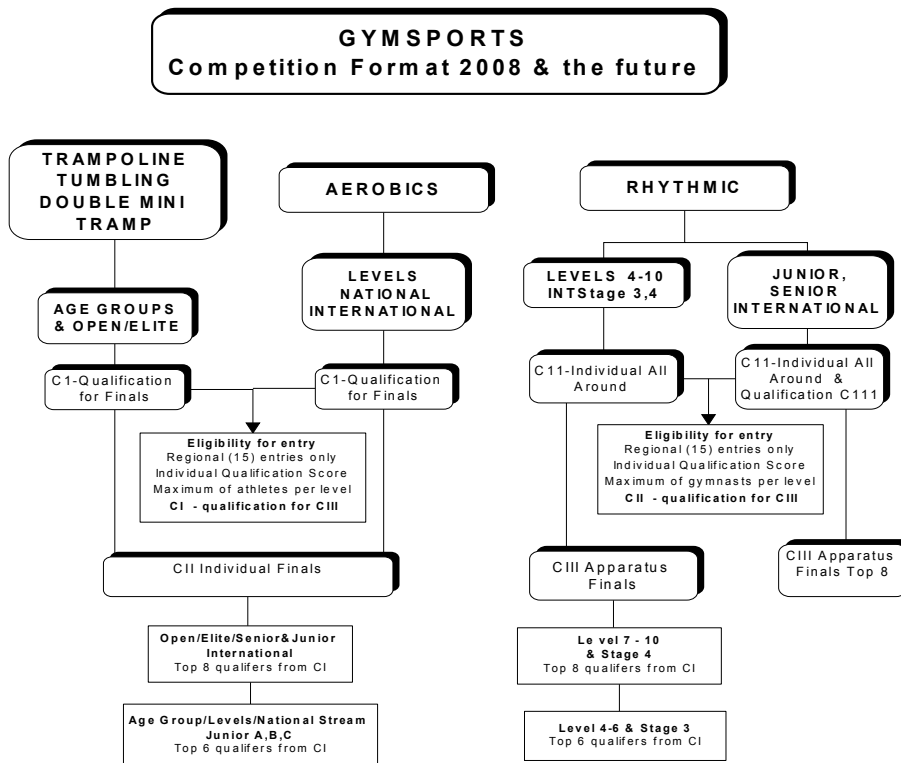 GYMSPORTS
Competition Format 2008 & the future
TRAMPOLINE
TUMBLING
DOUBLE MINI
TRAMP
AEROBICS
RHYTHMIC
AGE GROUPS
& OPEN/ELITE
LEVELS
NATIONAL
INTERNATIONAL
LEVELS 4-10
INTStage 3,4
JUNIOR,
SENIOR
INTERNATIONAL
C1-Qualification
for Finals
C1-Qualification
for Finals
C11-Individual All
Around
C11-Individual All
Around &
Qualification C111
Eligibility for entry
Regional (15) entries only
Individual Qualification Score
Maximum of athletes per level
CI - qualification for CIII
Eligibility for entry
Regional (15) entries only
Individual Qualification Score
Maximum of gymnasts per level
CII - qualification for CIII
CII Individual Finals
CIII Apparatus
Finals
CIII Apparatus
Finals Top 8
Open/Elite/Senior&Junior
International
Top 8 qualifers from CI
Le vel 7 - 10
& Stage 4
Top 8 qualifers from CI
Age Group/Levels/National Stream
Junior A,B,C
Top 6 qualifers from CI
Level 4-6 & Stage 3
Top 6 qualifers from CI